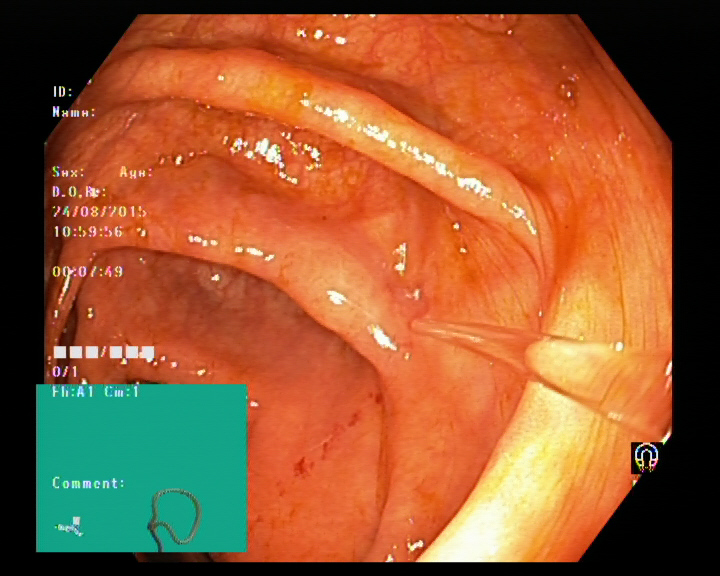 ID:
Name:
Sex: Age:
D.O.B.:
24/08/2015
10:59:56
00:07:49
0/1
Eh:A1 Cm:1
Comment: